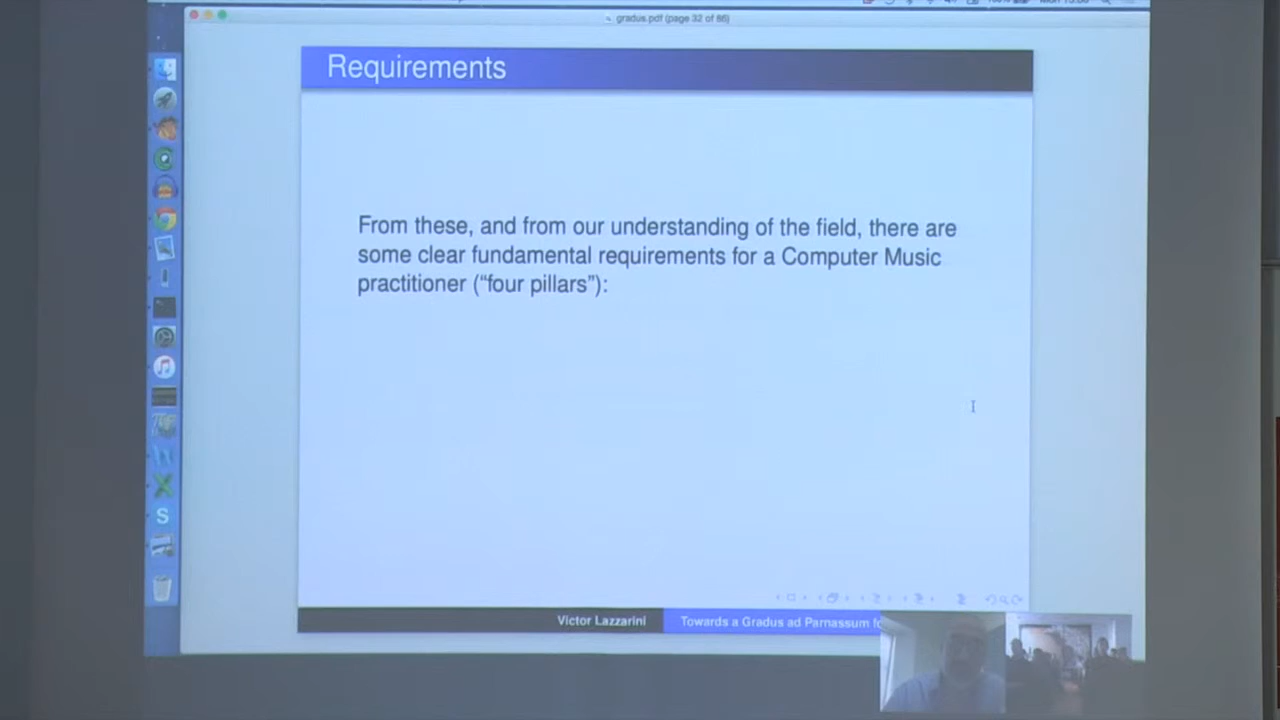 gradus.pdf (page 32 of 86)
Requirements
From these, and from our understanding of the field, there are
some clear fundamental requirements for a Computer Music
practitioner (“four pillars”):
Victor Lazzarini
Towards a Gradus ad Parnassum
S